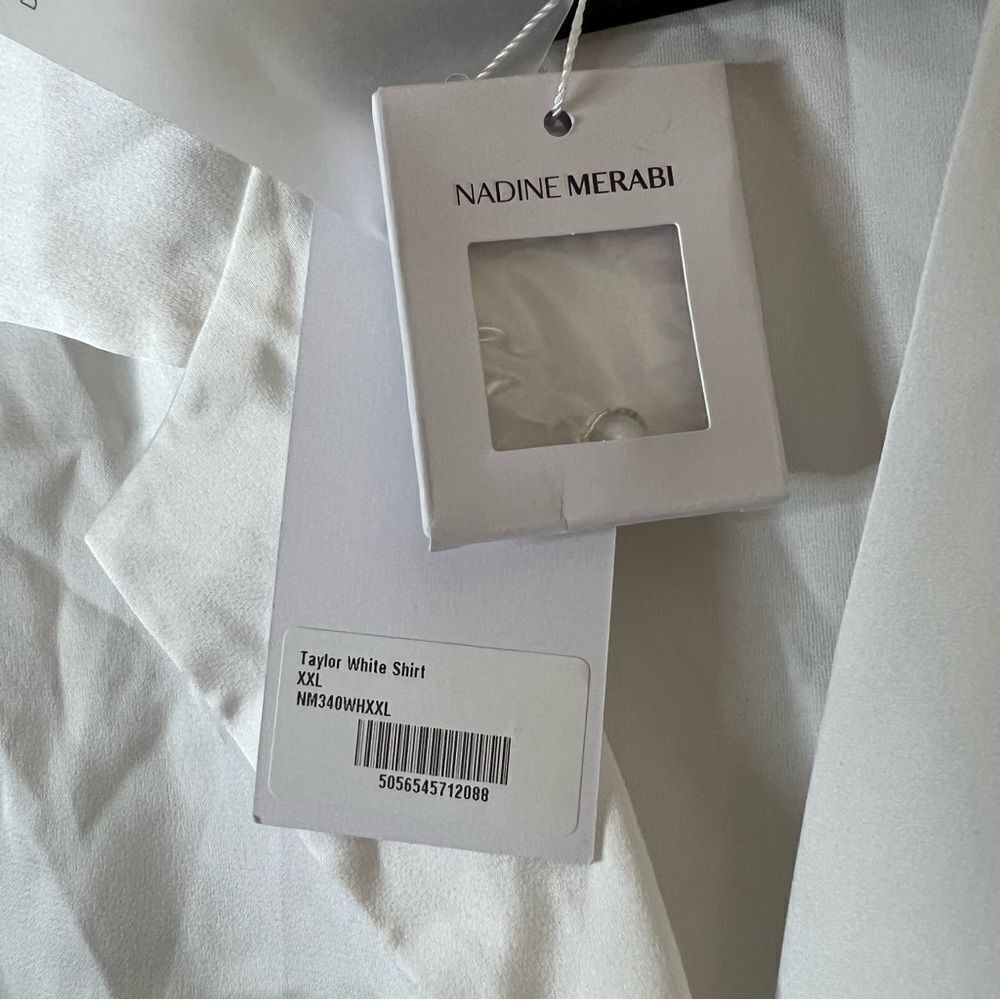 NADINE MERABI
Taylor White Shirt
XXL
NM340WHXXL
5056545712088